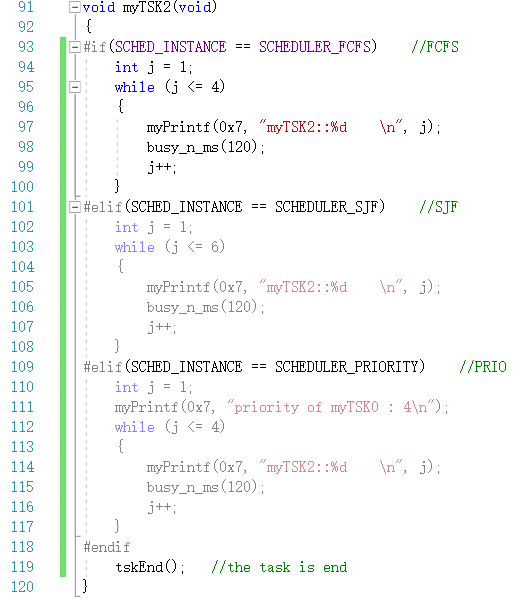 91 void myTSK2(void)
92 {
93 #if(SCHED_INSTANCE == SCHEDULER_FCFS)    //FCFS
94     int j = 1;
95     while (j <= 4)
96     {
97         myPrintf(0x7, "myTSK2::%d    \n", j);
98         busy_n_ms(120);
99         j++;
100     }
101 #elif(SCHED_INSTANCE == SCHEDULER_SJF)    //SJF
102     int j = 1;
103     while (j <= 6)
104     {
105         myPrintf(0x7, "myTSK2::%d    \n", j);
106         busy_n_ms(120);
107         j++;
108     }
109 #elif(SCHED_INSTANCE == SCHEDULER_PRIORITY)    //PRIO
110     int j = 1;
111     myPrintf(0x7, "priority of myTSK0 : 4\n");
112     while (j <= 4)
113     {
114         myPrintf(0x7, "myTSK2::%d    \n", j);
115         busy_n_ms(120);
116         j++;
117     }
118 #endif
119     tskEnd();   //the task is end
120 }